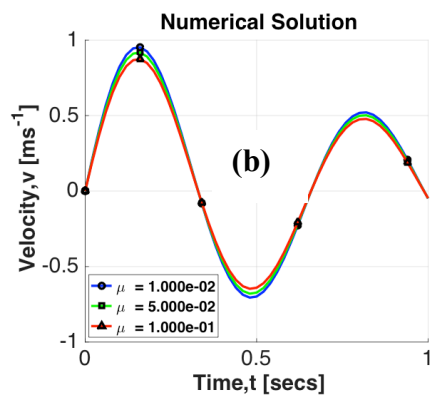 Numerical Solution
Velocity,v [ms⁻¹]
1
0.5
0
-0.5
-1
(b)
μ = 1.000e-02
μ = 5.000e-02
μ = 1.000e-01
0 0.5 1
Time,t [secs]